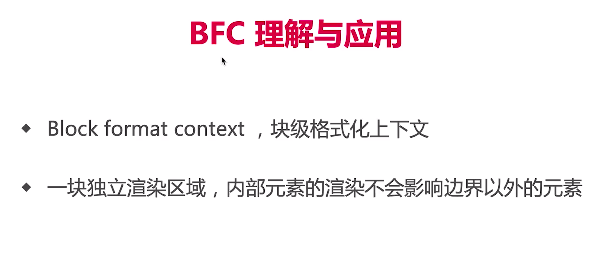 BFC 理解与应用
Block format context ，块级格式化上下文
一块独立渲染区域，内部元素的渲染不会影响边界以外的元素